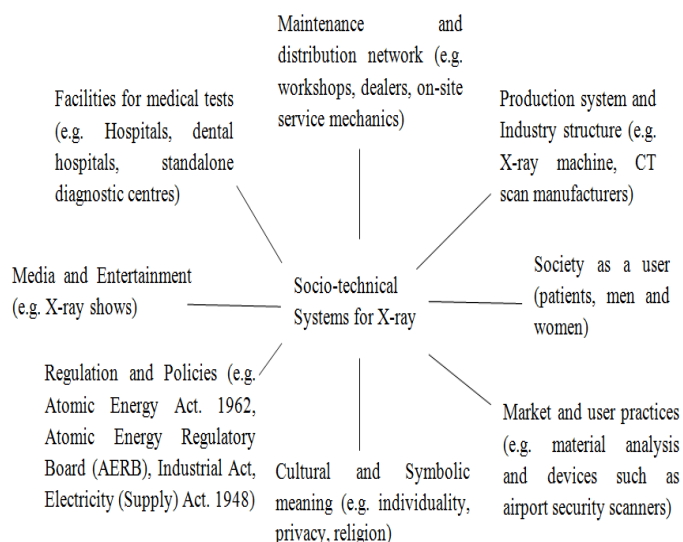 Maintenance and
distribution network (e.g.
workshops, dealers, on-site
service mechanics)
Facilities for medical tests
(e.g. Hospitals, dental
hospitals, standalone
diagnostic centres)
Production system and
Industry structure (e.g.
X-ray machine, CT
scan manufacturers)
Media and Entertainment
(e.g. X-ray shows)
Socio-technical
Systems for X-ray
Society as a user
(patients, men and
women)
Regulation and Policies (e.g.
Atomic Energy Act. 1962,
Atomic Energy Regulatory
Board (AERB), Industrial Act,
Electricity (Supply) Act. 1948)
Cultural and Symbolic
meaning (e.g. individuality,
privacy, religion)
Market and user practices
(e.g. material analysis
and devices such as
airport security scanners)